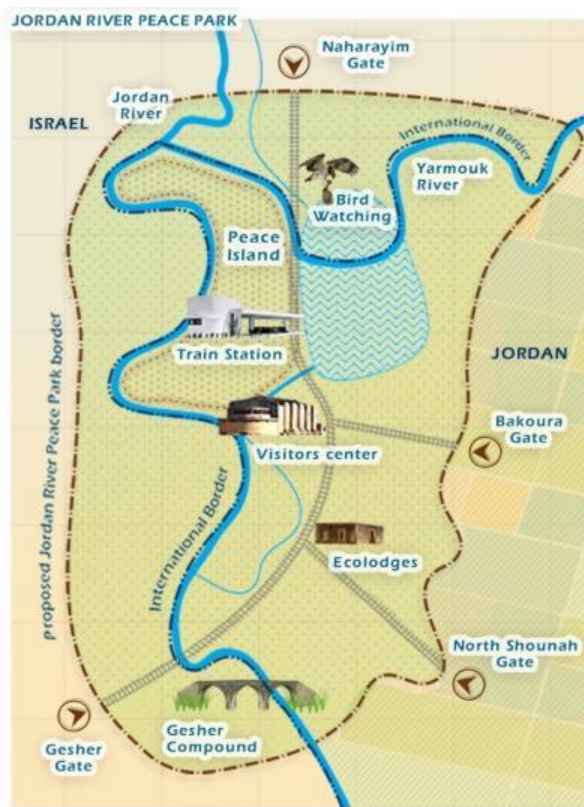 JORDAN RIVER PEACE PARK
Naharayim
Gate
Jordan
River
ISRAEL
International
Border
Yarmouk
River
Bird
Watching
Peace
Island
Train Station
JORDAN
proposed Jordan River Peace Park border
Bakoura
Gate
Visitors center
International Border
Ecolodges
North Shounah
Gate
Gesher
Compound
Gesher
Gate